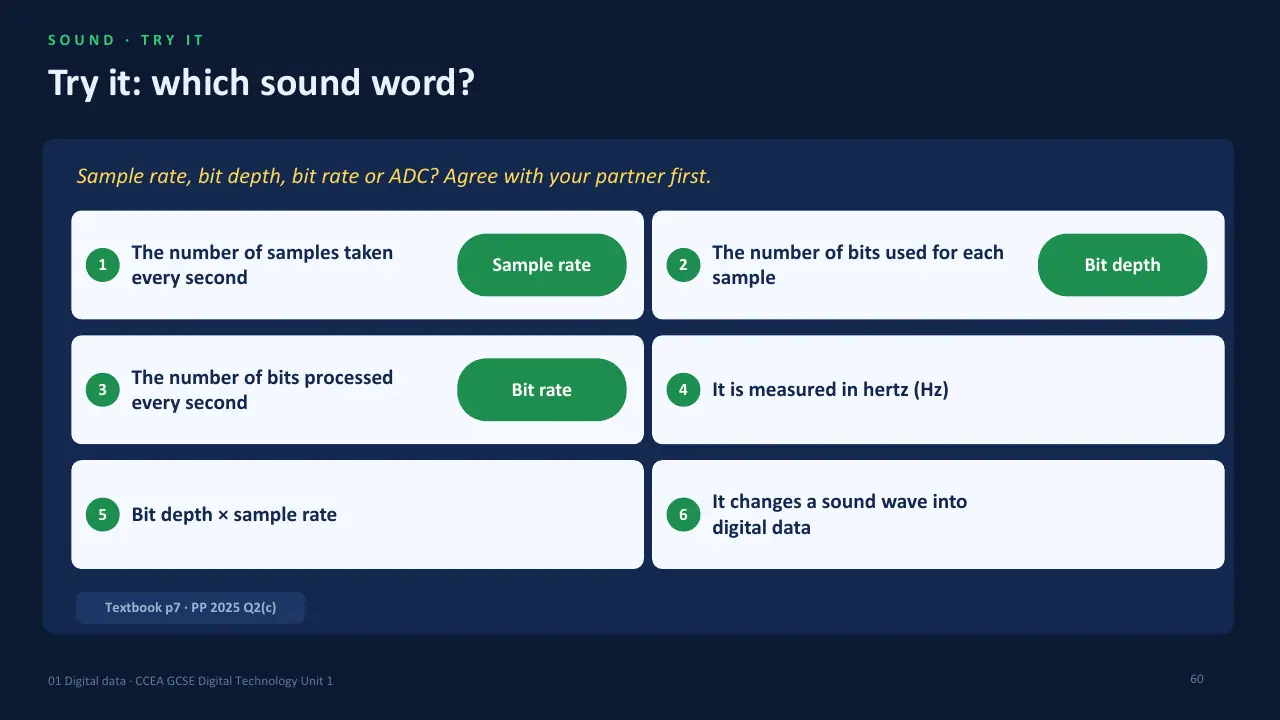 SOUND · TRY IT
Try it: which sound word?
Sample rate, bit depth, bit rate or ADC? Agree with your partner first.
1
The number of samples taken
every second
Sample rate
2
The number of bits used for each
sample
Bit depth
3
The number of bits processed
every second
Bit rate
4
It is measured in hertz (Hz)
5
Bit depth × sample rate
6
It changes a sound wave into
digital data
Textbook p7 · PP 2025 Q2(c)
01 Digital data · CCEA GCSE Digital Technology Unit 1
60